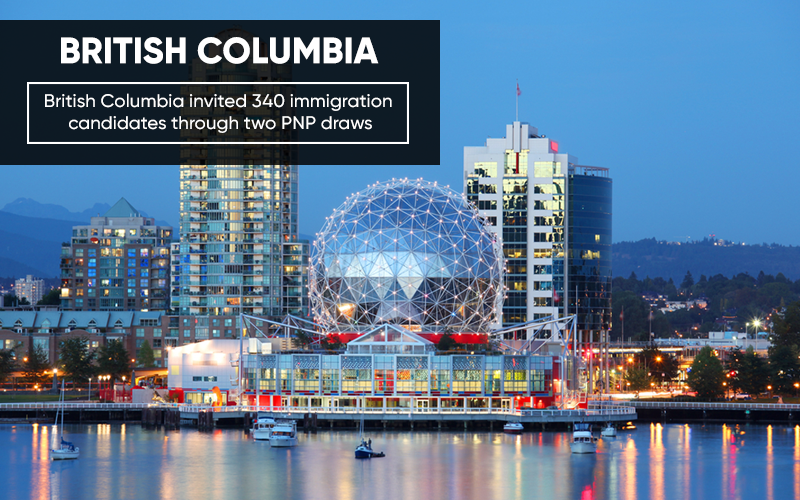 BRITISH COLUMBIA
British Columbia invited 340 immigration
candidates through two PNP draws